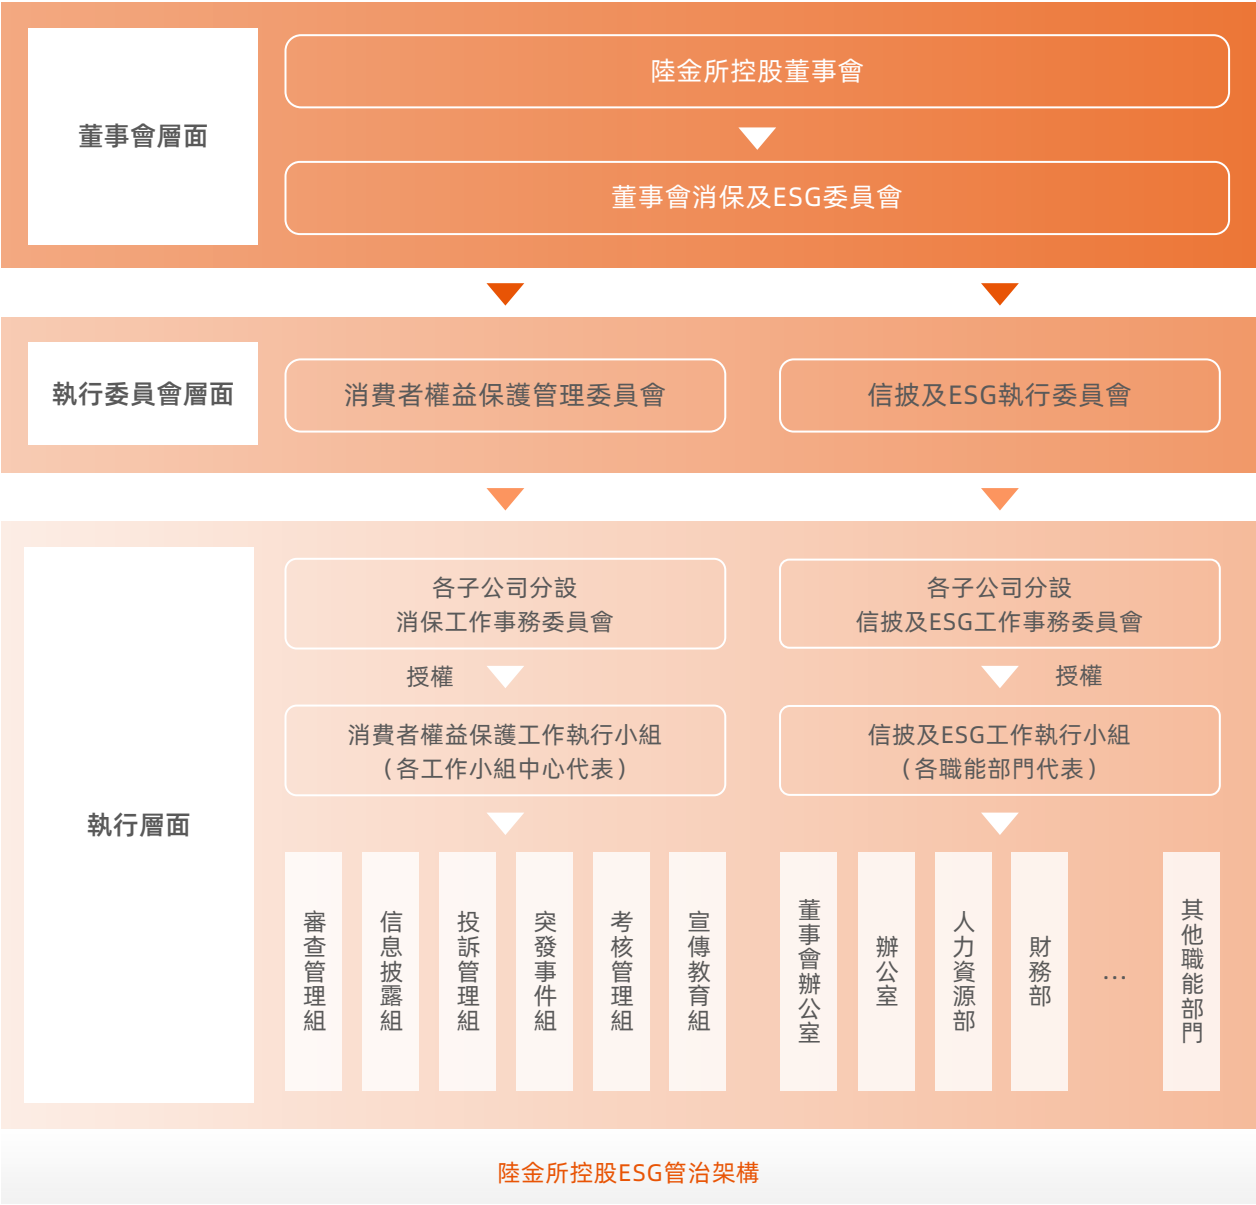 董事會層面
陸金所控股董事會
董事會消保及ESG委員會
執行委員會層面
消費者權益保護管理委員會
信披及ESG執行委員會
執行層面
各子公司分設
消保工作事務委員會
授權
消費者權益保護工作執行小組
（各工作小組中心代表）
審查管理組
信息披露組
投訴管理組
突發事件組
考核管理組
宣傳教育組
各子公司分設
信披及ESG工作事務委員會
授權
信披及ESG工作執行小組
（各職能部門代表）
董事會辦公室
辦公室
人力資源部
財務部
…
其他職能部門
陸金所控股ESG管治架構